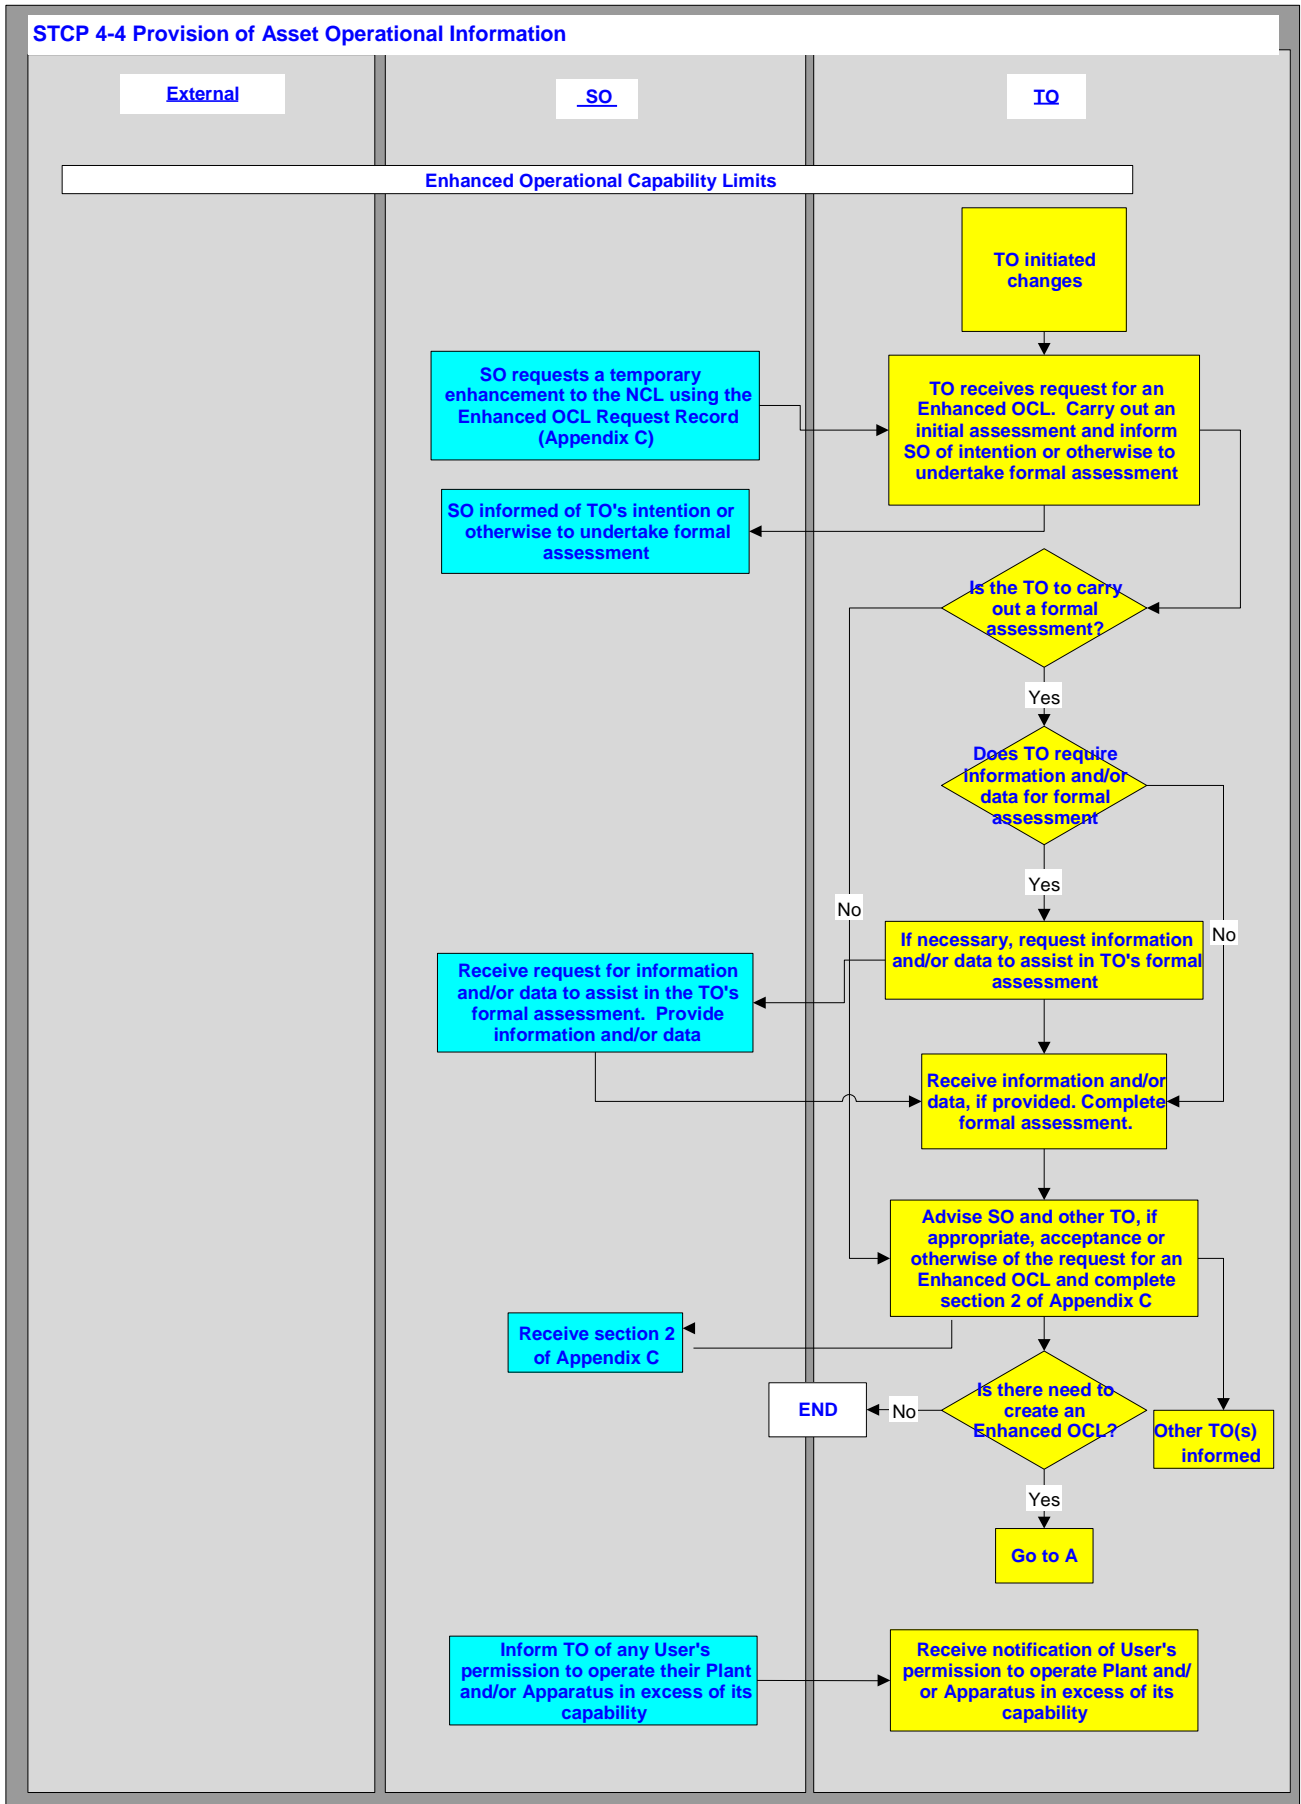 STCP 4-4 Provision of Asset Operational Information
External
SO
TO
Enhanced Operational Capability Limits
TO initiated
changes
SO requests a temporary
enhancement to the NCL using the
Enhanced OCL Request Record
(Appendix C)
TO receives request for an
Enhanced OCL. Carry out an
initial assessment and inform
SO of intention or otherwise to
undertake formal assessment
SO informed of TO's intention or
otherwise to undertake formal
assessment
Is the TO to carry
out a formal
assessment?
Yes
Does TO require
information and/or
data for formal
assessment
Yes
No
No
If necessary, request information
and/or data to assist in TO's formal
assessment
Receive request for information
and/or data to assist in the TO's
formal assessment. Provide
information and/or data
Receive information and/or
data, if provided. Complete
formal assessment.
Advise SO and other TO, if
appropriate, acceptance or
otherwise of the request for an
Enhanced OCL and complete
section 2 of Appendix C
Receive section 2
of Appendix C
Is there need to
create an
Enhanced OCL?
No
END
Other TO(s)
informed
Yes
Go to A
Inform TO of any User's
permission to operate their Plant
and/or Apparatus in excess of its
capability
Receive notification of User's
permission to operate Plant and/
or Apparatus in excess of its
capability